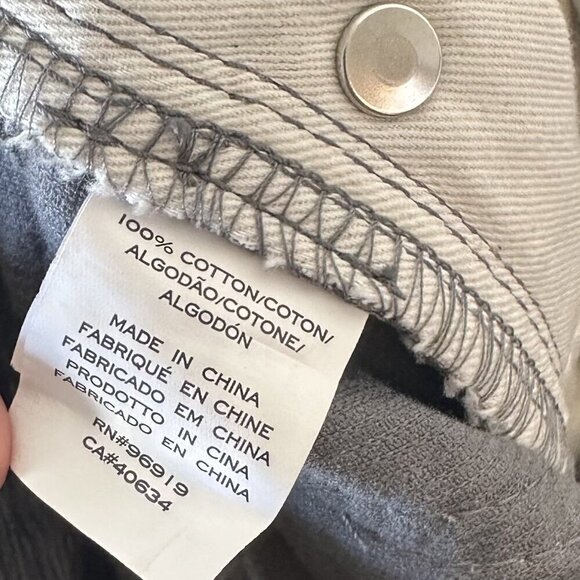 100% COTTON/COTON/
ALGODÃO/COTONE/
ALGODÓN
MADE IN CHINA
FABRIQUÉ EN CHINE
FABRICADO EM CHINA
PRODOTTO IN CINA
FABRICADO EN CHINA
RN#96919
CA#40634